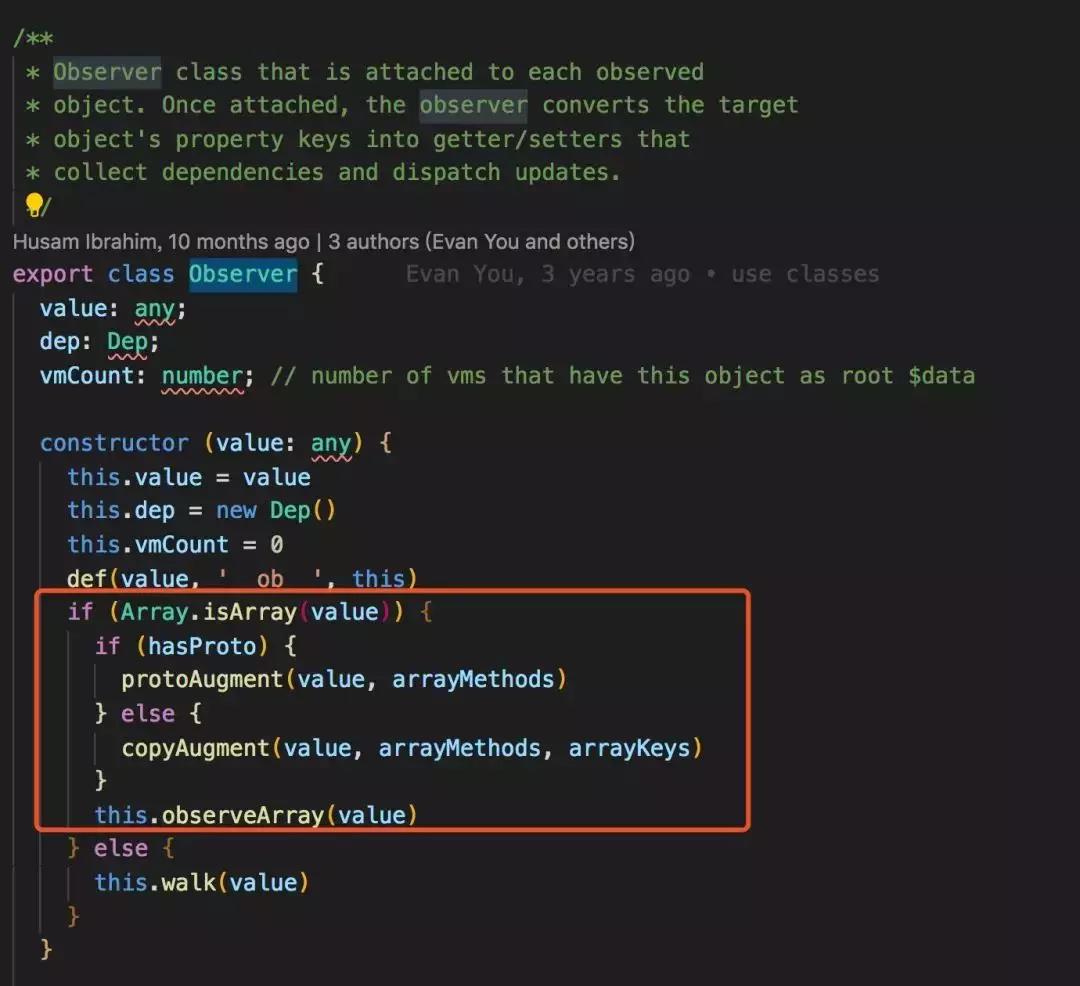 /**
* Observer class that is attached to each observed
* object. Once attached, the observer converts the target
* object's property keys into getter/setters that
* collect dependencies and dispatch updates.
*/
Husam Ibrahim, 10 months ago | 3 authors (Evan You and others)
export class Observer { Evan You, 3 years ago • use classes
value: any;
dep: Dep;
vmCount: number; // number of vms that have this object as root $data
constructor (value: any) {
this.value = value
this.dep = new Dep()
this.vmCount = 0
def(value, '__ob__', this)
if (Array.isArray(value)) {
if (hasProto) {
protoAugment(value, arrayMethods)
} else {
copyAugment(value, arrayMethods, arrayKeys)
}
this.observeArray(value)
} else {
this.walk(value)
}
}